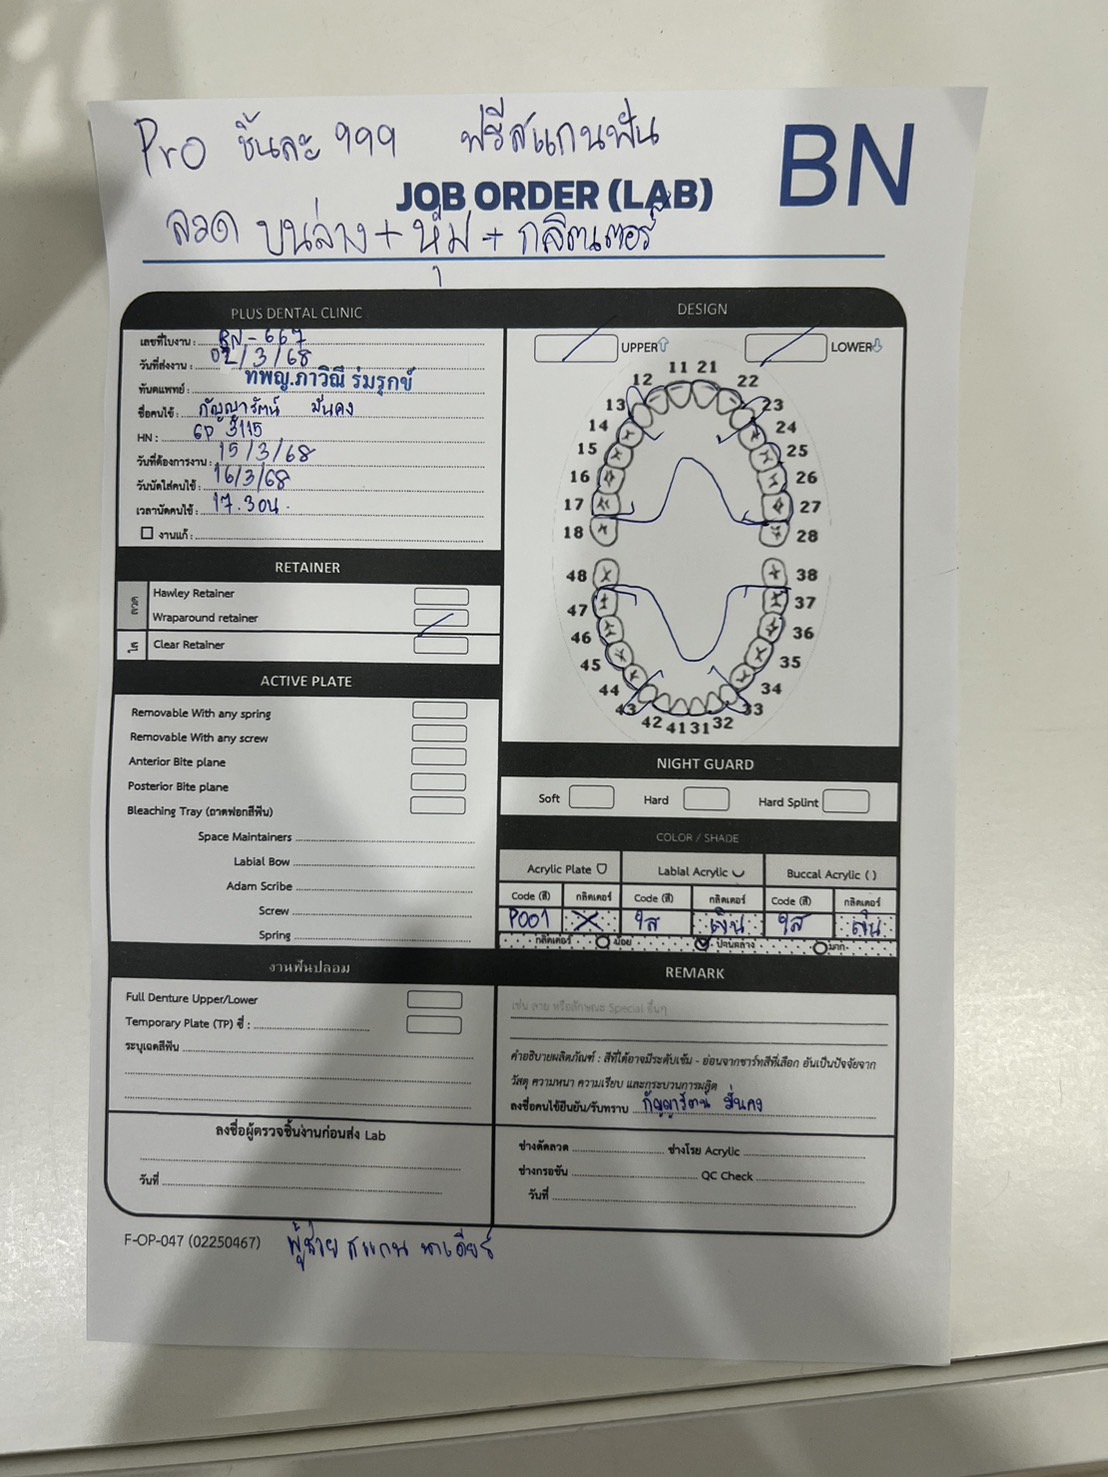 Pro ชิ้นละ 999 ฟรีสแกนฟัน
BN
JOB ORDER (LAB)
ลวด บนล่าง + หุ้ม + กลิตเตอร์
PLUS DENTAL CLINIC
เลขที่ใบงาน : BN - 667
วันที่ส่งงาน : 02/3/68
ทันตแพทย์ : ทพญ.ภาวิณี ร่มรุกข์
ชื่อคนไข้ : กัญญารัตน์ มั่นคง
HN : GP 3115
วันที่ต้องการงาน : 15/3/68
วันนัดใส่คนไข้ : 16/3/68
เวลานัดคนไข้ : 17.30น.
งานแก้ :
DESIGN
UPPER
LOWER
11 21
12 22
13 23
14 24
15 25
16 26
17 27
18 28
48 38
47 37
46 36
45 35
44 34
43 33
42 41 31 32
RETAINER
ลวด
Hawley Retainer
Wraparound retainer
ใส
Clear Retainer
ACTIVE PLATE
Removable With any spring
Removable With any screw
Anterior Bite plane
Posterior Bite plane
Bleaching Tray (ถาดฟอกสีฟัน)
Space Maintainers
Labial Bow
Adam Scribe
Screw
Spring
NIGHT GUARD
Soft Hard Hard Splint
COLOR / SHADE
Acrylic Plate Labial Acrylic Buccal Acrylic ( )
Code (สี) กลิตเตอร์ Code (สี) กลิตเตอร์ Code (สี) กลิตเตอร์
P001 X ใส เงิน ใส เงิน
กลิตเตอร์ น้อย ปานกลาง มาก
งานฟันปลอม
Full Denture Upper/Lower
Temporary Plate (TP) ซี่ :
ระบุเฉดสีฟัน
REMARK
เช่น ลาย หรือลักษณะ Special อื่นๆ
คำอธิบายผลิตภัณฑ์ : สีที่ได้อาจมีระดับเข้ม - อ่อนจากชาร์ทสีที่เลือก อันเป็นปัจจัยจาก
วัสดุ ความหนา ความเรียบ และกระบวนการผลิต
ลงชื่อคนไข้ยืนยัน/รับทราบ กัญญารัตน์ มั่นคง
ลงชื่อผู้ตรวจชิ้นงานก่อนส่ง Lab
วันที่
ช่างดัดลวด ช่างโรย Acrylic
ช่างกรอขัน QC Check
วันที่
F-OP-047 (02250467)
ผู้ช่วย สแกน